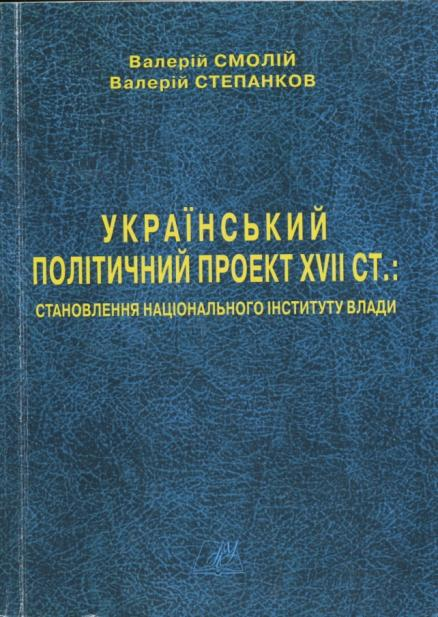 Валерій СМОЛІЙ
Валерій СТЕПАНКОВ
УКРАЇНСЬКИЙ
ПОЛІТИЧНИЙ ПРОЕКТ XVII СТ.:
СТАНОВЛЕННЯ НАЦІОНАЛЬНОГО ІНСТИТУТУ ВЛАДИ